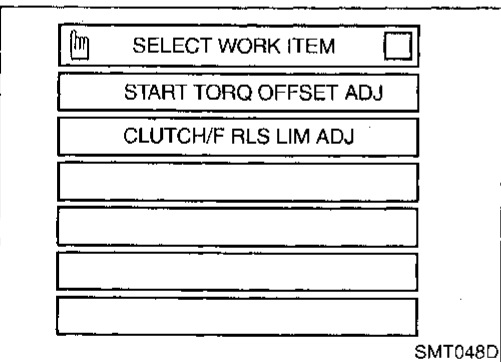 SELECT WORK ITEM
START TORQ OFFSET ADJ
CLUTCH/F RLS LIM ADJ
SMT048D